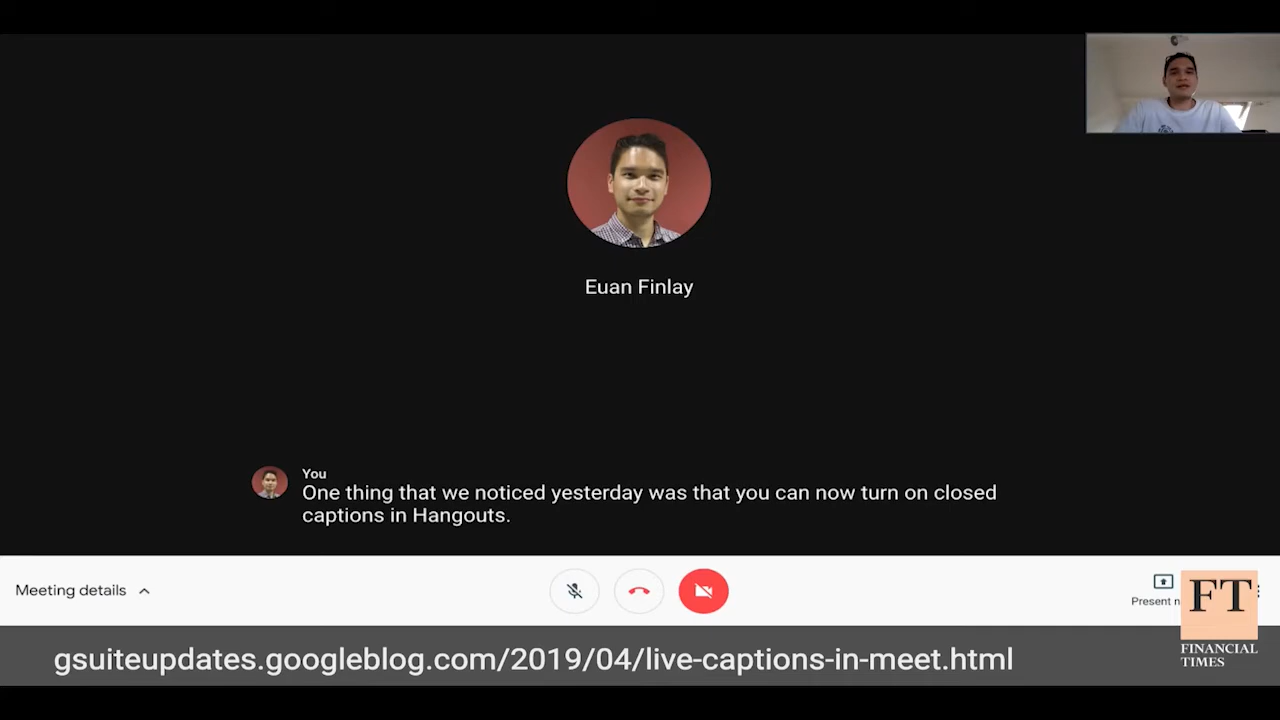 Euan Finlay
You
One thing that we noticed yesterday was that you can now turn on closed
captions in Hangouts.
Meeting details
Present n
FT
FINANCIAL
TIMES
gsuiteupdates.googleblog.com/2019/04/live-captions-in-meet.html